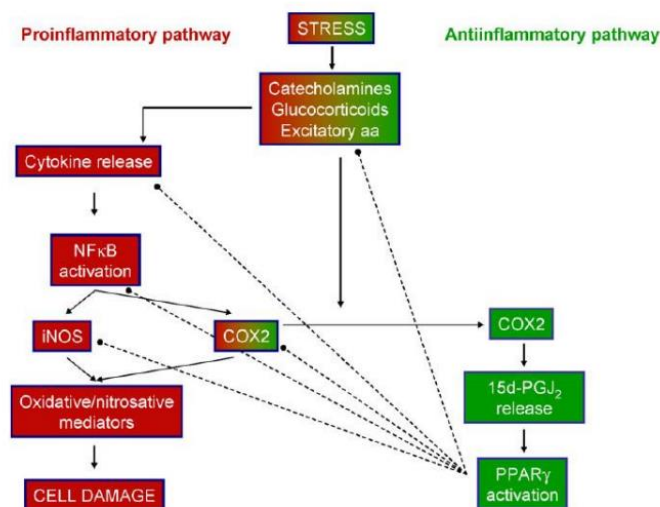 Proinflammatory pathway
STRESS
Antiinflammatory pathway
Catecholamines
Glucocorticoids
Excitatory aa
Cytokine release
NFκB
activation
iNOS
COX2
COX2
Oxidative/nitrosative
mediators
15d-PGJ₂
release
CELL DAMAGE
PPARγ
activation